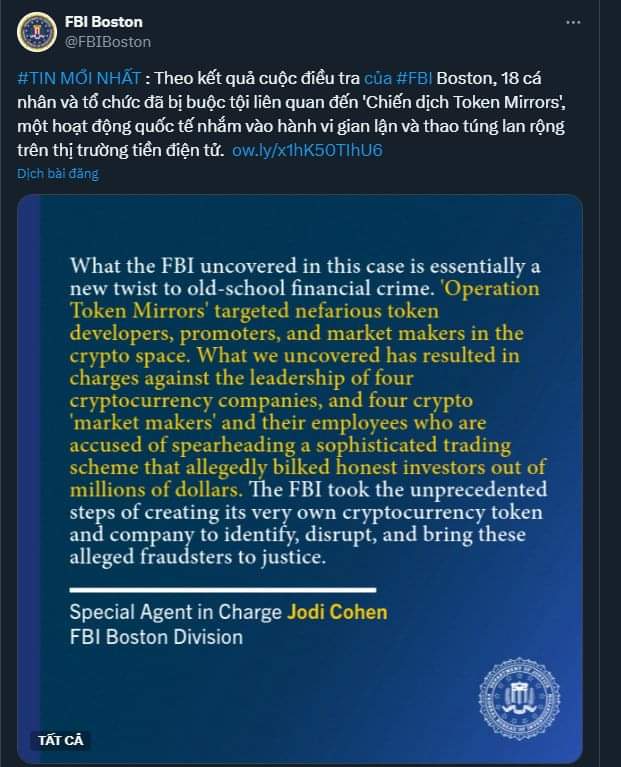 FBI Boston
@FBIBoston
#TIN MỚI NHẤT : Theo kết quả cuộc điều tra của #FBI Boston, 18 cá
nhân và tổ chức đã bị buộc tội liên quan đến 'Chiến dịch Token Mirrors',
một hoạt động quốc tế nhắm vào hành vi gian lận và thao túng lan rộng
trên thị trường tiền điện tử. ow.ly/x1hK50TIhU6
Dịch bài đăng
What the FBI uncovered in this case is essentially a
new twist to old-school financial crime. 'Operation
Token Mirrors' targeted nefarious token
developers, promoters, and market makers in the
crypto space. What we uncovered has resulted in
charges against the leadership of four
cryptocurrency companies, and four crypto
'market makers' and their employees who are
accused of spearheading a sophisticated trading
scheme that allegedly bilked honest investors out of
millions of dollars. The FBI took the unprecedented
steps of creating its very own cryptocurrency token
and company to identify, disrupt, and bring these
alleged fraudsters to justice.
Special Agent in Charge Jodi Cohen
FBI Boston Division
TẤT CẢ